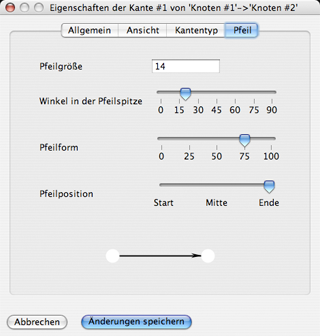 Eigenschaften der Kante #1 von 'Knoten #1'->'Knoten #2'
Allgemein Ansicht Kantentyp Pfeil
Pfeilgröße 14
Winkel in der Pfeilspitze
0 15 30 45 60 75 90
Pfeilform
0 25 50 75 100
Pfeilposition
Start Mitte Ende
Abbrechen Änderungen speichern